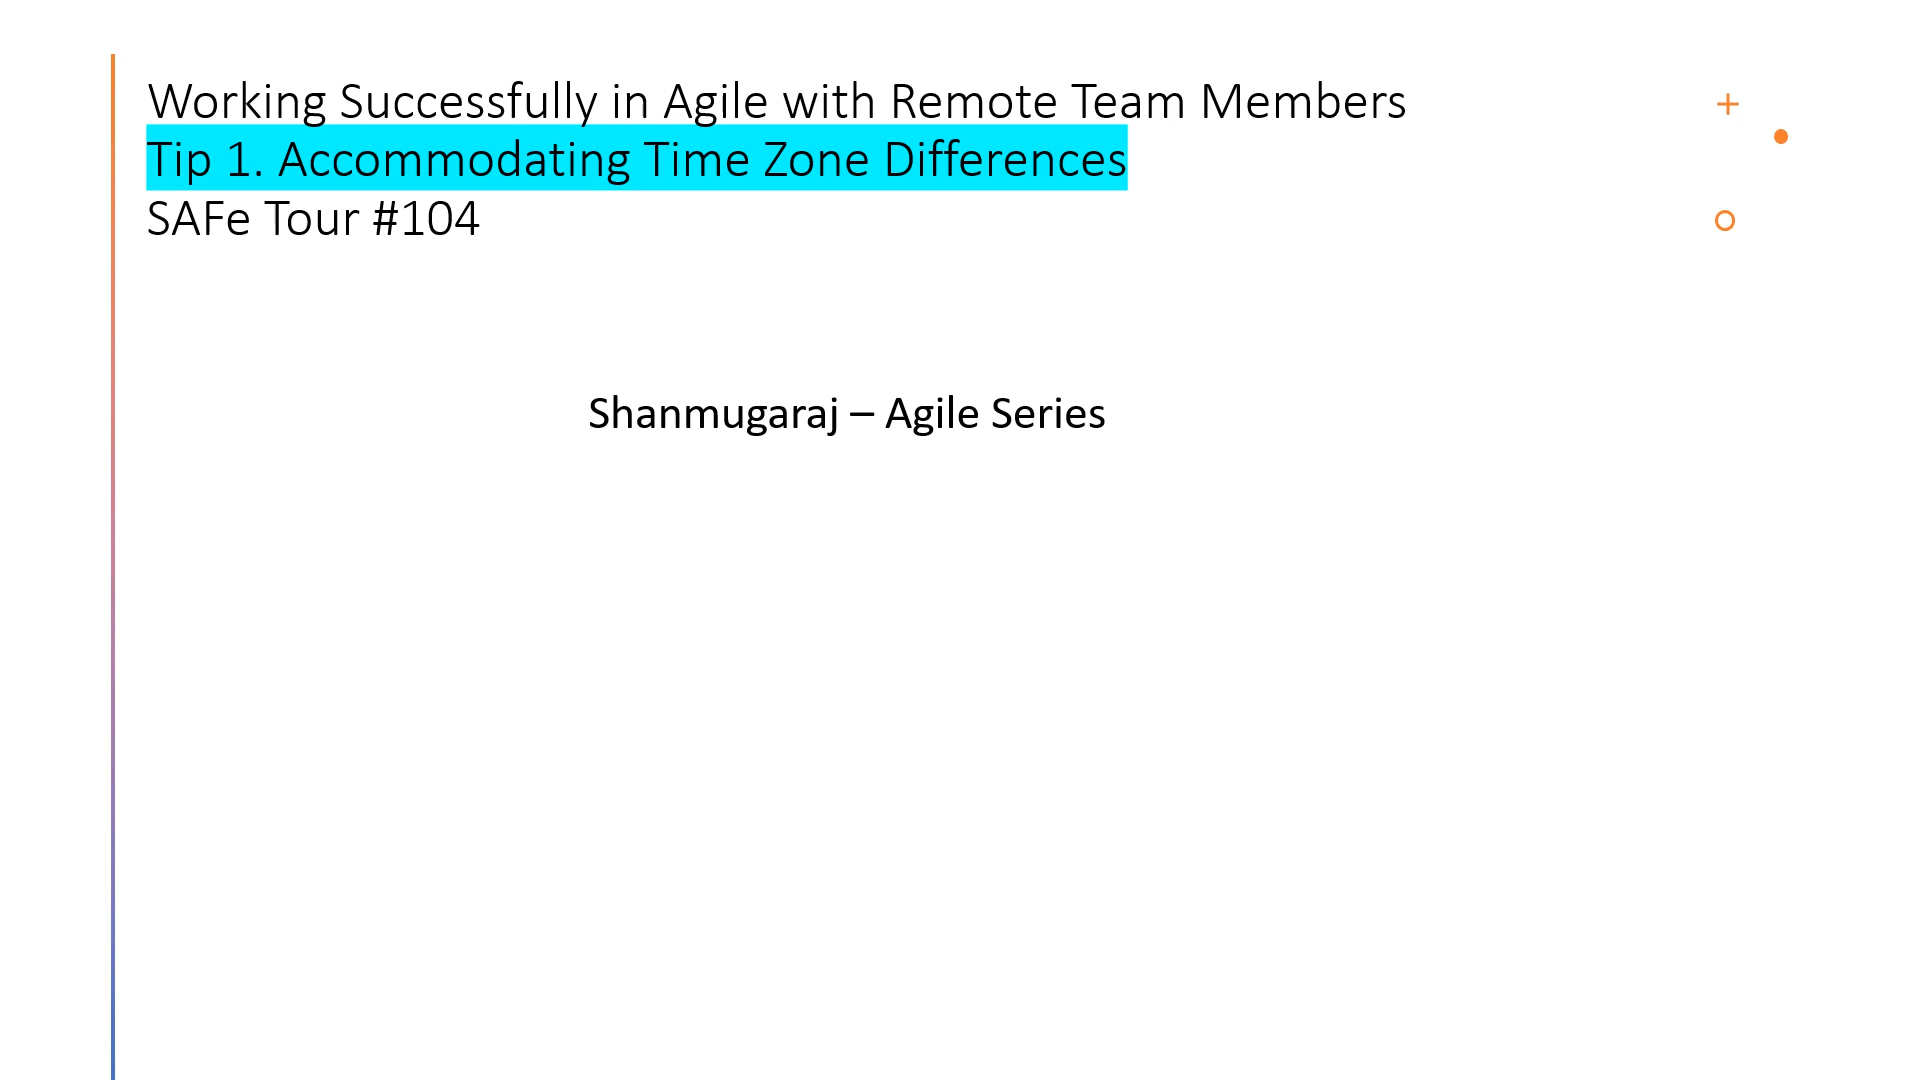 Working Successfully in Agile with Remote Team Members
Tip 1. Accommodating Time Zone Differences
SAFe Tour #104
Shanmugaraj – Agile Series